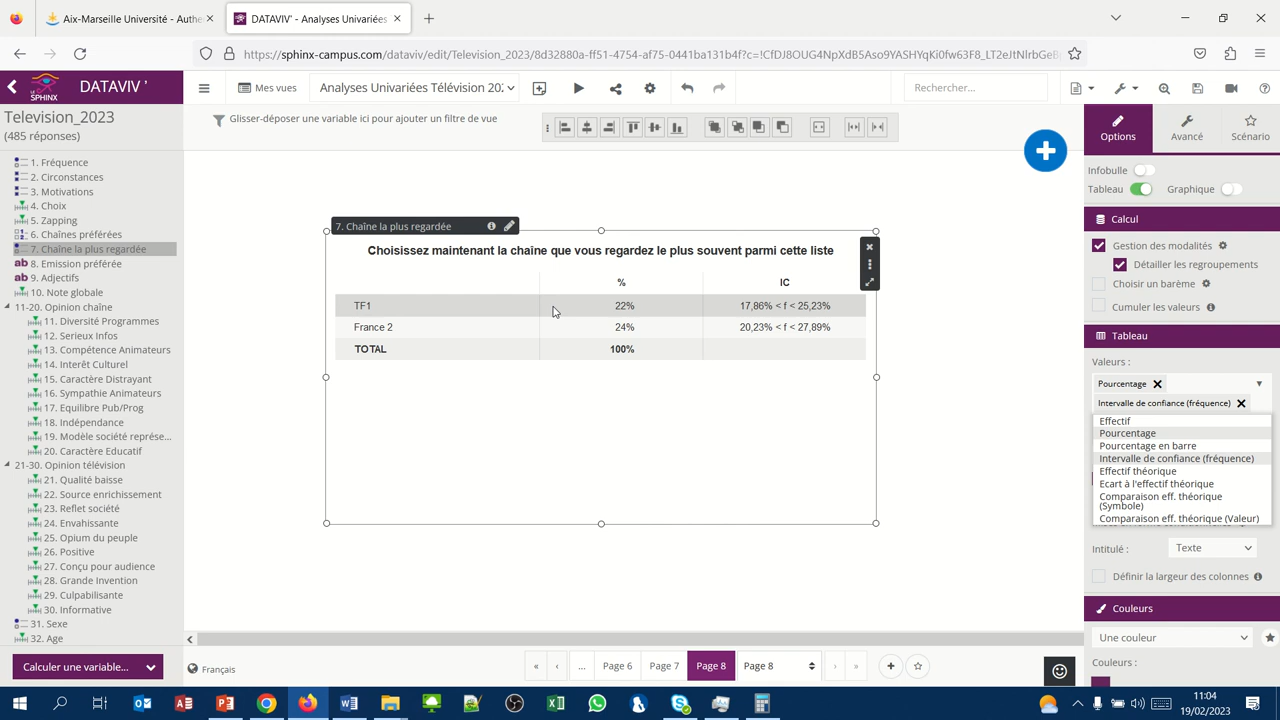 Aix-Marseille Université - Authe
DATAVIV' - Analyses Univariées
https://sphinx-campus.com/dataviv/edit/Television_2023/8d32880a-ff51-4754-af75-0441ba131b4f?c=!CfDJ8OUG4NpXdB5Aso9YASHYqKi0fw63F8_LT2eJtNlrbGeB
LE SPHINX
DATAVIV '
Mes vues
Analyses Univariées Télévision 202
Rechercher...
Television_2023
(485 réponses)
1. Fréquence
2. Circonstances
3. Motivations
4. Choix
5. Zapping
6. Chaînes préférées
7. Chaîne la plus regardée
8. Emission préférée
9. Adjectifs
10. Note globale
11-20. Opinion chaîne
11. Diversité Programmes
12. Serieux Infos
13. Compétence Animateurs
14. Interêt Culturel
15. Caractère Distrayant
16. Sympathie Animateurs
17. Equilibre Pub/Prog
18. Indépendance
19. Modèle société représe...
20. Caractère Educatif
21-30. Opinion télévision
21. Qualité baisse
22. Source enrichissement
23. Reflet société
24. Envahissante
25. Opium du peuple
26. Positive
27. Conçu pour audience
28. Grande Invention
29. Culpabilisante
30. Informative
31. Sexe
32. Age
Calculer une variable...
Glisser-déposer une variable ici pour ajouter un filtre de vue
7. Chaîne la plus regardée
Choisissez maintenant la chaîne que vous regardez le plus souvent parmi cette liste
% IC
TF1 22% 17,86% < f < 25,23%
France 2 24% 20,23% < f < 27,89%
TOTAL 100%
Français
« ‹ ... Page 6 Page 7 Page 8 Page 8 › »
Options
Avancé
Scénario
Infobulle
Tableau Graphique
Calcul
Gestion des modalités
Détailler les regroupements
Choisir un barème
Cumuler les valeurs
Tableau
Valeurs :
Pourcentage
Intervalle de confiance (fréquence)
Effectif
Pourcentage
Pourcentage en barre
Intervalle de confiance (fréquence)
Effectif théorique
Ecart à l'effectif théorique
Comparaison eff. théorique
(Symbole)
Comparaison eff. théorique (Valeur)
Intitulé :
Texte
Définir la largeur des colonnes
Couleurs
Une couleur
Couleurs :
11:04
19/02/2023